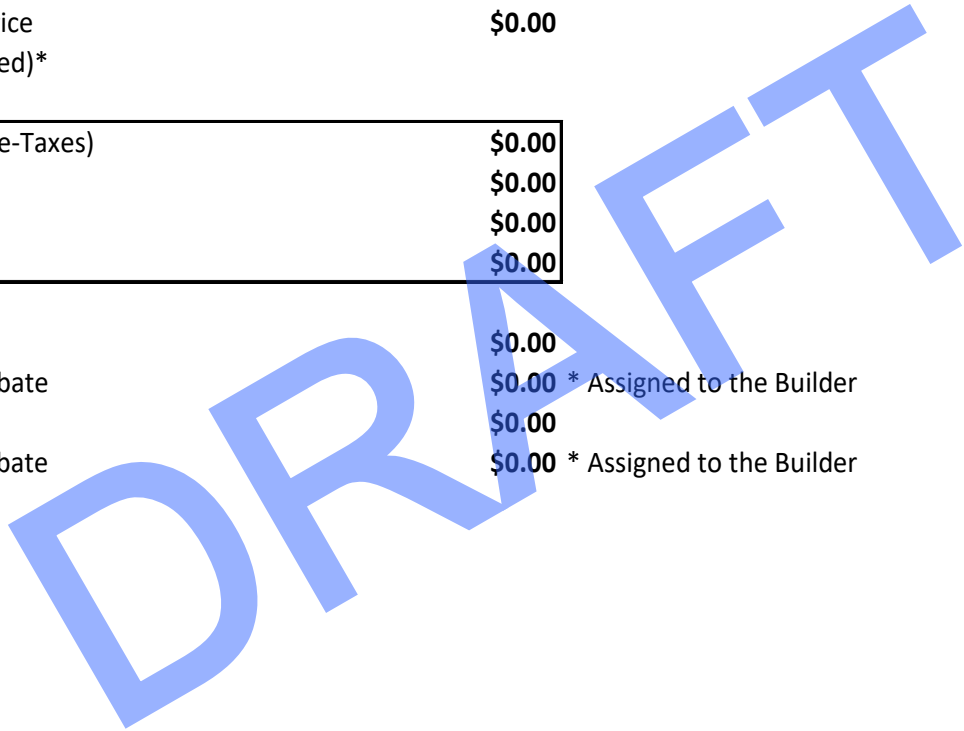 ice $0.00
ed)*
e-Taxes) $0.00
$0.00
$0.00
$0.00
$0.00
bate $0.00 * Assigned to the Builder
$0.00
bate $0.00 * Assigned to the Builder
DRAFT